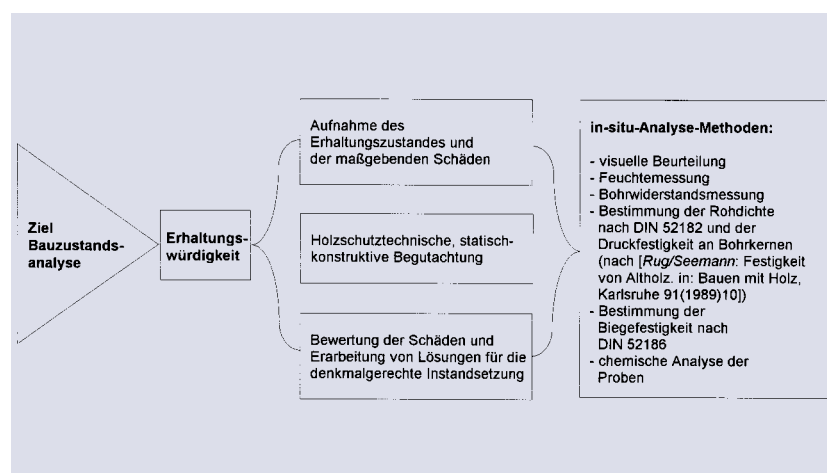 Ziel
Bauzustands-
analyse
Erhaltungs-
würdigkeit
Aufnahme des
Erhaltungszustandes und
der maßgebenden Schäden
Holzschutztechnische, statisch-
konstruktive Begutachtung
Bewertung der Schäden und
Erarbeitung von Lösungen für die
denkmalgerechte Instandsetzung
in-situ-Analyse-Methoden:
- visuelle Beurteilung
- Feuchtemessung
- Bohrwiderstandsmessung
- Bestimmung der Rohdichte
nach DIN 52182 und der
Druckfestigkeit an Bohrkernen
(nach [Rug/Seemann: Festigkeit
von Altholz. in: Bauen mit Holz,
Karlsruhe 91(1989)10])
- Bestimmung der
Biegefestigkeit nach
DIN 52186
- chemische Analyse der
Proben